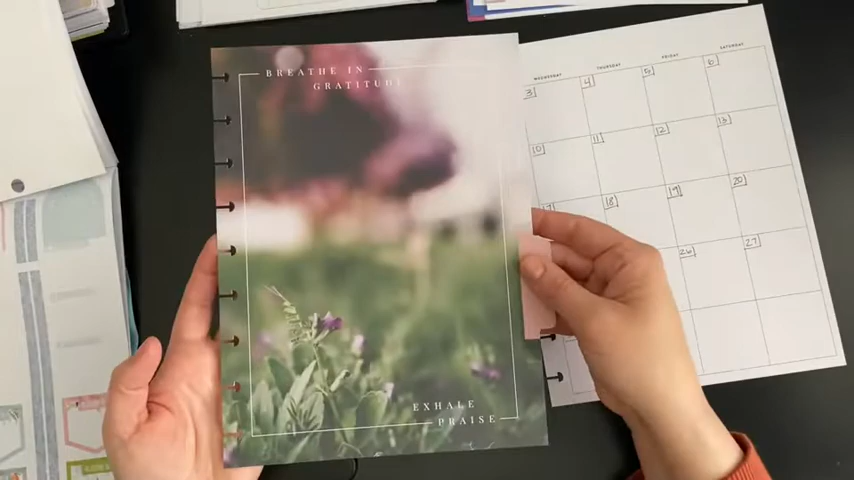 BREATHE IN
GRATITUDE
EXHALE
PRAISE
WEDNESDAY THURSDAY FRIDAY SATURDAY
3 4 5 6
10 11 12 13
17 18 19 20
26 27